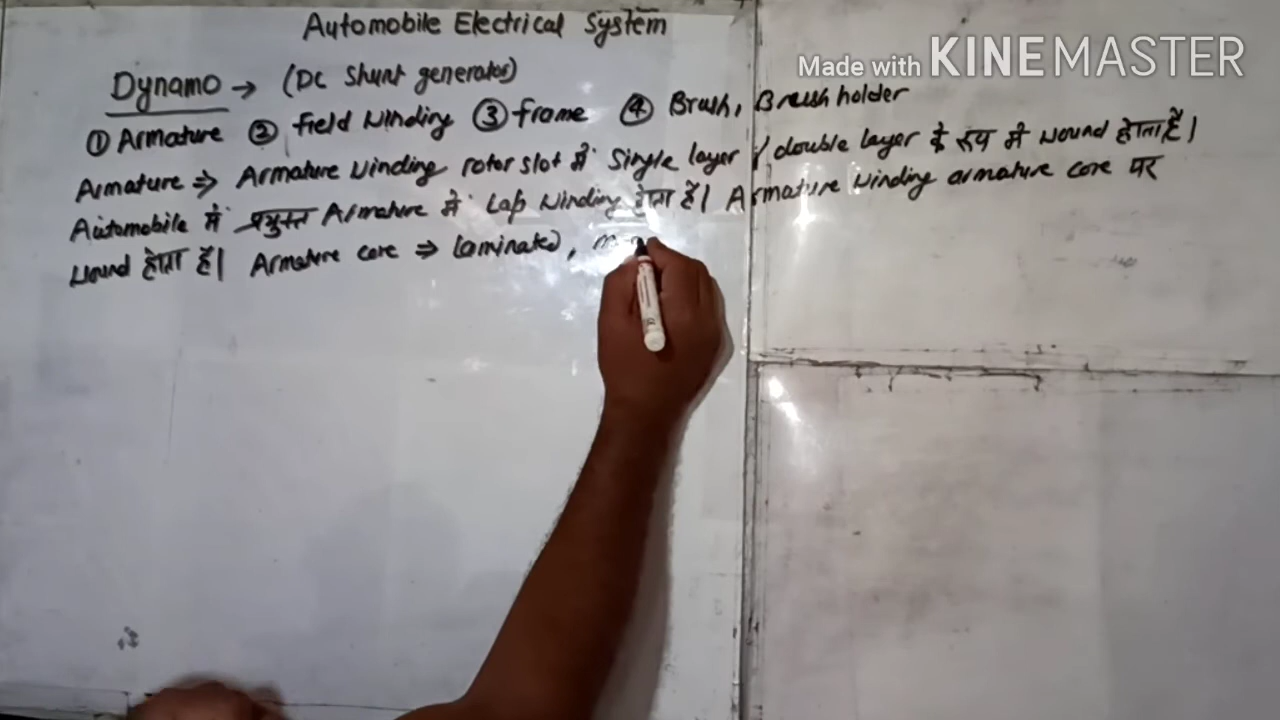 Automobile Electrical System
Made with KINEMASTER
Dynamo → (DC Shunt generator)
① Armature ② Field Winding ③ frame ④ Brush, Brush holder
Armature ⇒ Armature Winding rotor slot में Single layer / double layer के रूप में wound होता हैं।
Automobile में प्रयुक्त Armature में Lap Winding होता हैं। Armature Winding armature core पर
wound होता हैं। Armature core ⇒ Laminated,